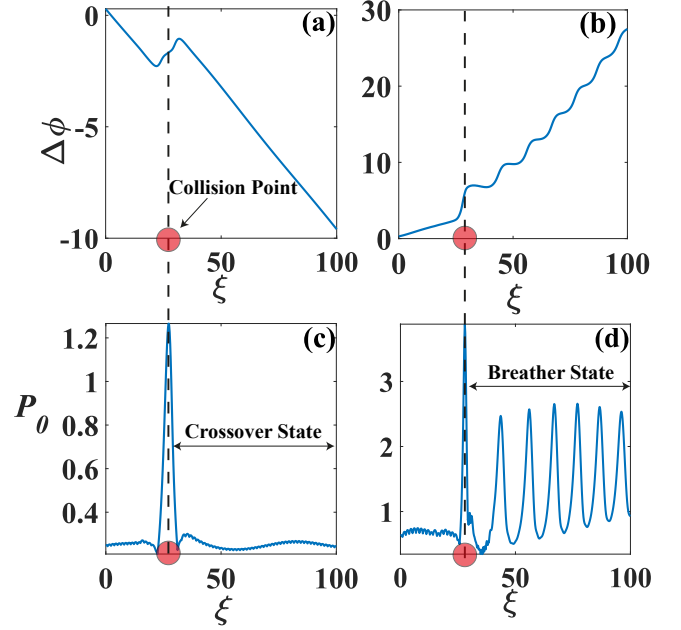 (a)
0
-5
-10
Δϕ
Collision Point
0
50
100
ξ
(b)
30
20
10
0
0
50
100
ξ
(c)
1.2
1
0.8
0.6
0.4
P₀
Crossover State
0
50
100
ξ
(d)
3
2
1
Breather State
0
50
100
ξ